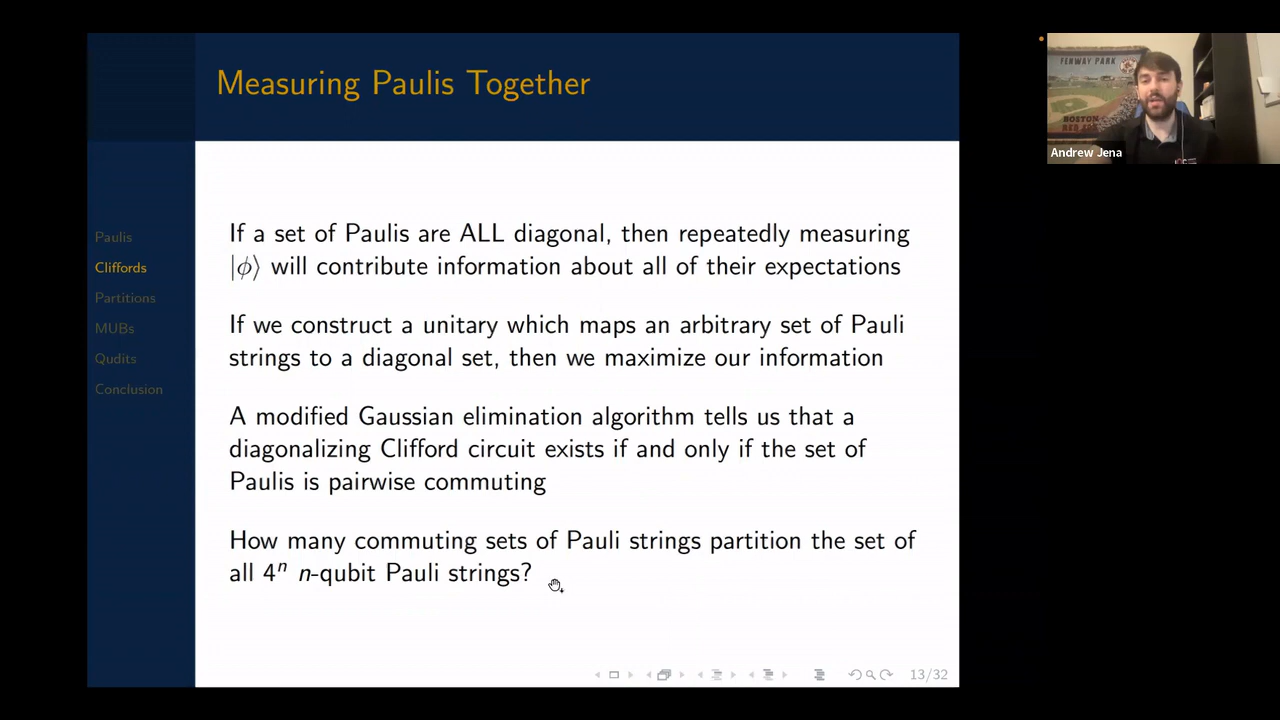 Measuring Paulis Together
Paulis
Cliffords
Partitions
MUBs
Qudits
Conclusion
If a set of Paulis are ALL diagonal, then repeatedly measuring
|ϕ⟩ will contribute information about all of their expectations
If we construct a unitary which maps an arbitrary set of Pauli
strings to a diagonal set, then we maximize our information
A modified Gaussian elimination algorithm tells us that a
diagonalizing Clifford circuit exists if and only if the set of
Paulis is pairwise commuting
How many commuting sets of Pauli strings partition the set of
all 4ⁿ n-qubit Pauli strings?
13/32
FENWAY PARK
BOSTON
Andrew Jena